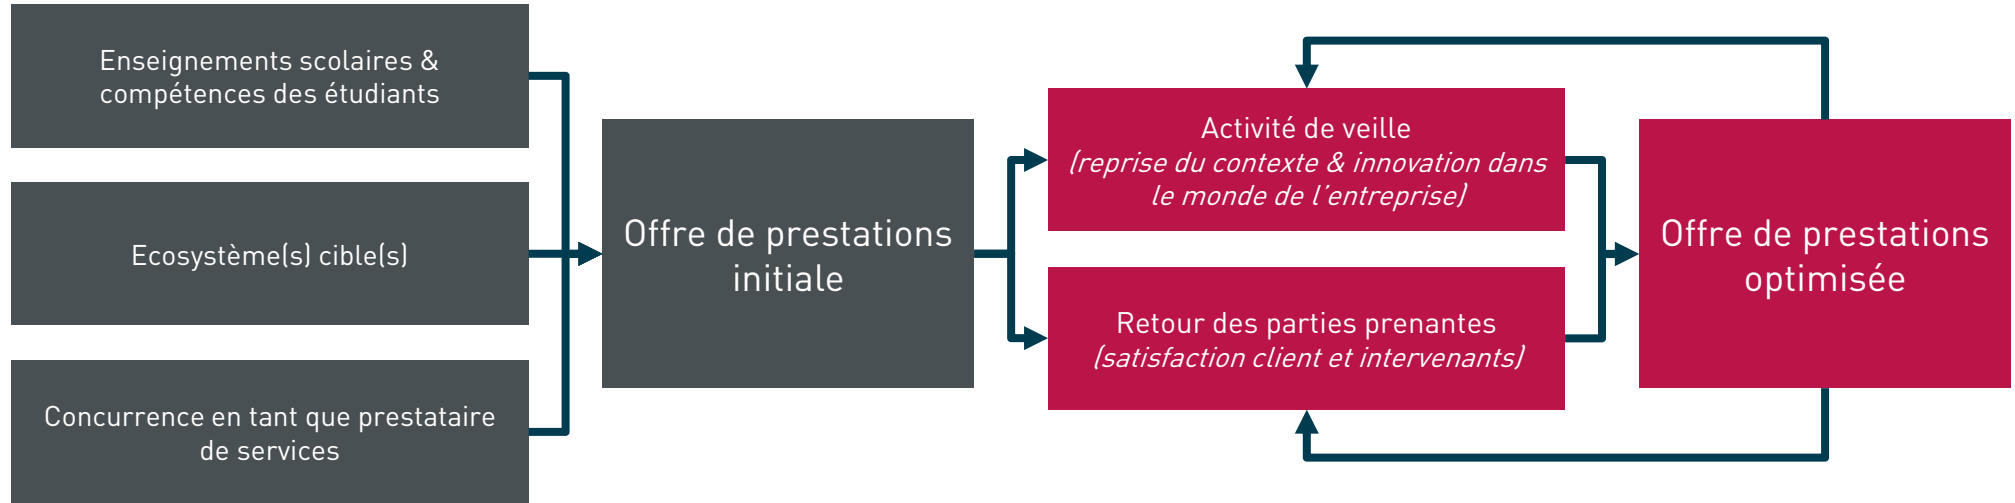 Enseignements scolaires &
compétences des étudiants
Ecosystème(s) cible(s)
Concurrence en tant que prestataire
de services
Offre de prestations
initiale
Activité de veille
(reprise du contexte & innovation dans
le monde de l'entreprise)
Retour des parties prenantes
(satisfaction client et intervenants)
Offre de prestations
optimisée